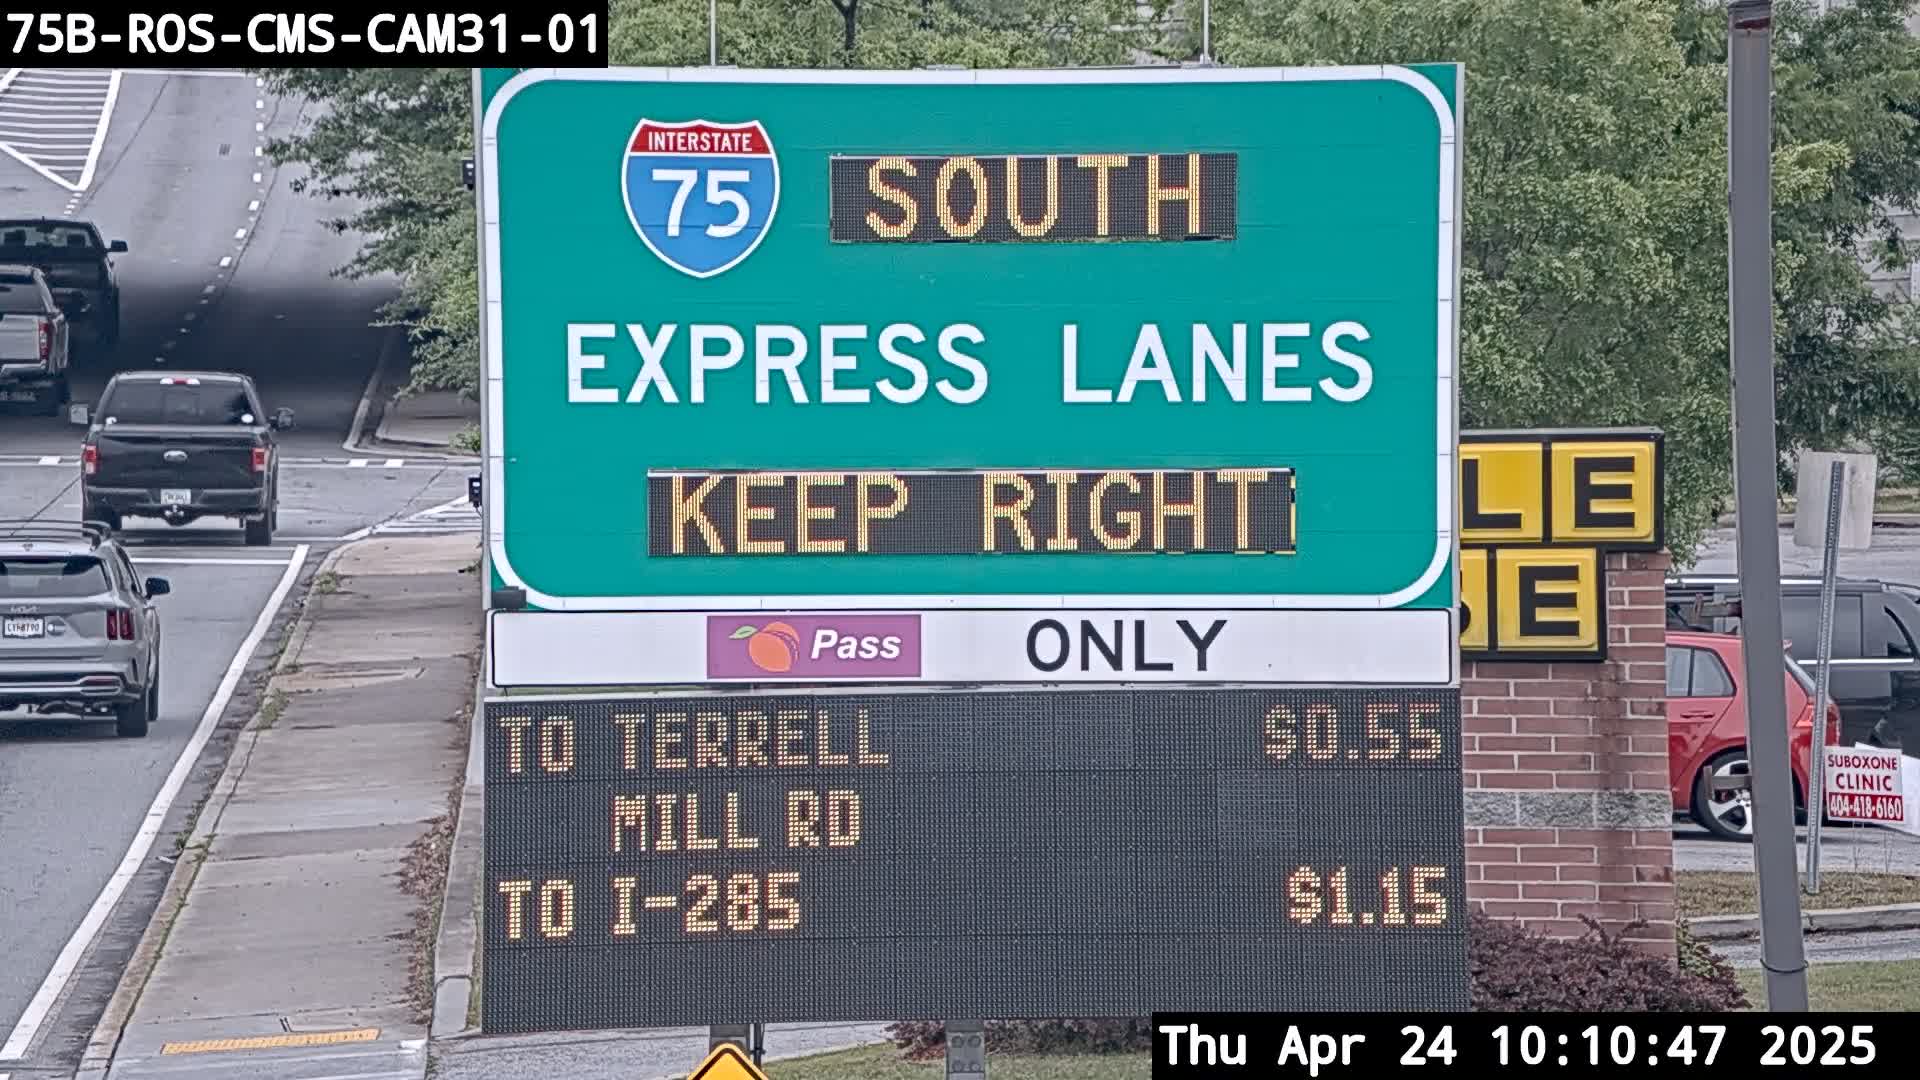 75B-ROS-CMS-CAM31-01
INTERSTATE
75
SOUTH
EXPRESS LANES
KEEP RIGHT
Pass ONLY
LE
E
TO TERRELL $0.55
MILL RD
TO I-285 $1.15
SUBOXONE
CLINIC
404-418-6160
Thu Apr 24 10:10:47 2025